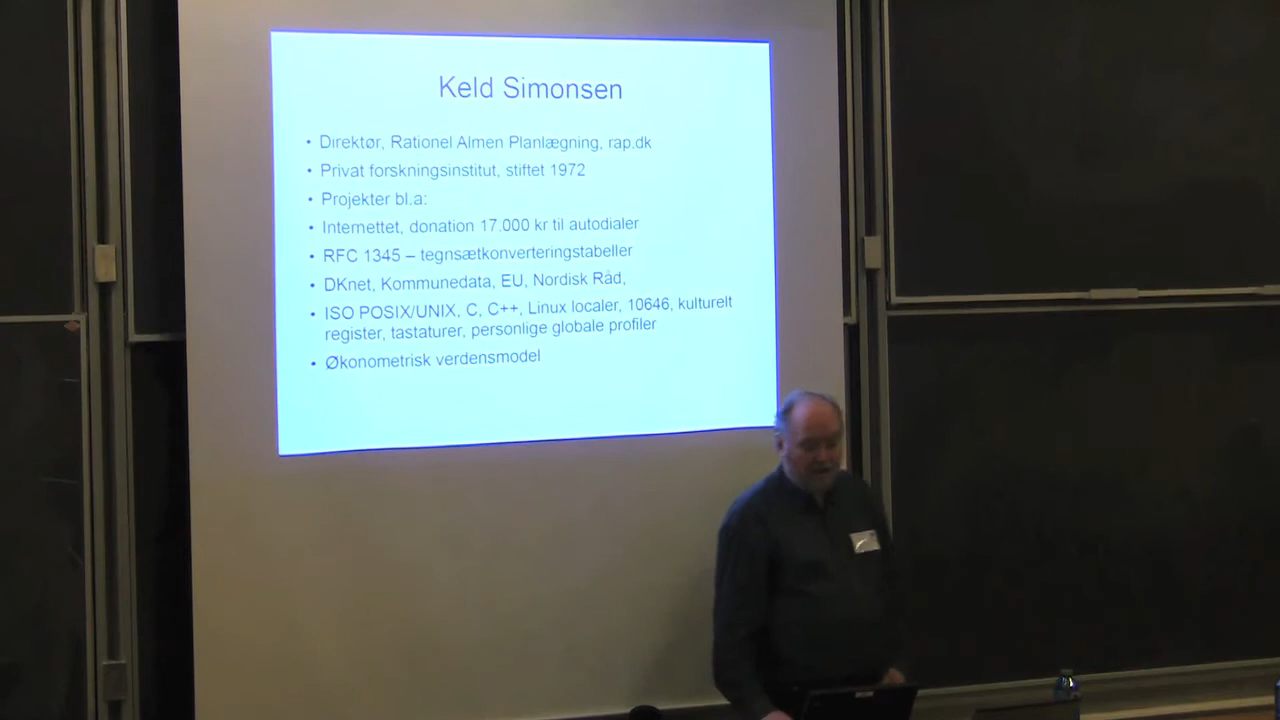 Keld Simonsen
• Direktør, Rationel Almen Planlægning, rap.dk
• Privat forskningsinstitut, stiftet 1972
• Projekter bl.a:
• Internettet, donation 17.000 kr til autodialer
• RFC 1345 – tegnsætkonverteringstabeller
• DKnet, Kommunedata, EU, Nordisk Råd,
• ISO POSIX/UNIX, C, C++, Linux localer, 10646, kulturelt
register, tastaturer, personlige globale profiler
• Økonometrisk verdensmodel